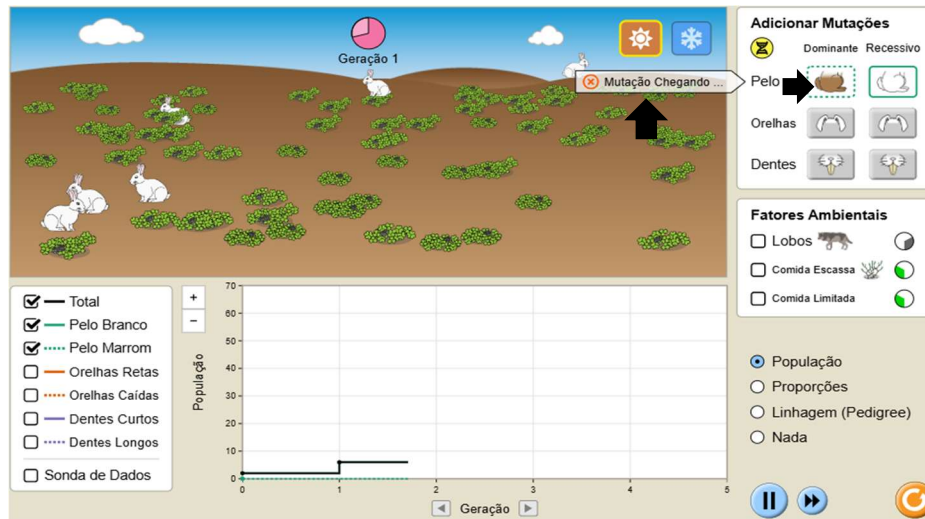 Geração 1
Mutação Chegando ...
Adicionar Mutações
Dominante Recessivo
Pelo
Orelhas
Dentes
Fatores Ambientais
Lobos
Comida Escassa
Comida Limitada
Total
Pelo Branco
Pelo Marrom
Orelhas Retas
Orelhas Caídas
Dentes Curtos
Dentes Longos
Sonda de Dados
+
-
População
70
60
50
40
30
20
10
0
0 1 2 3 4 5
Geração
População
Proporções
Linhagem (Pedigree)
Nada